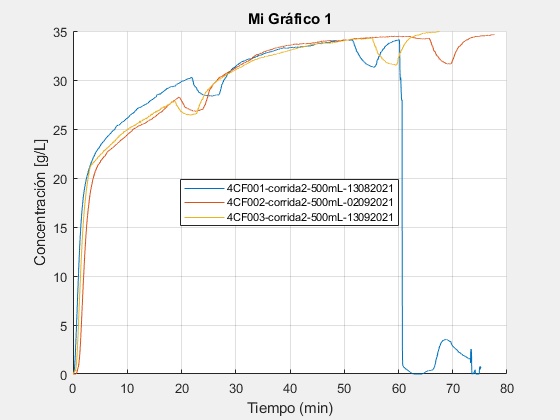 Mi Gráfico 1
35
30
25
20
15
10
5
0
Concentración [g/L]
4CF001-corrida2-500mL-13082021
4CF002-corrida2-500mL-02092021
4CF003-corrida2-500mL-13092021
0 10 20 30 40 50 60 70 80
Tiempo (min)